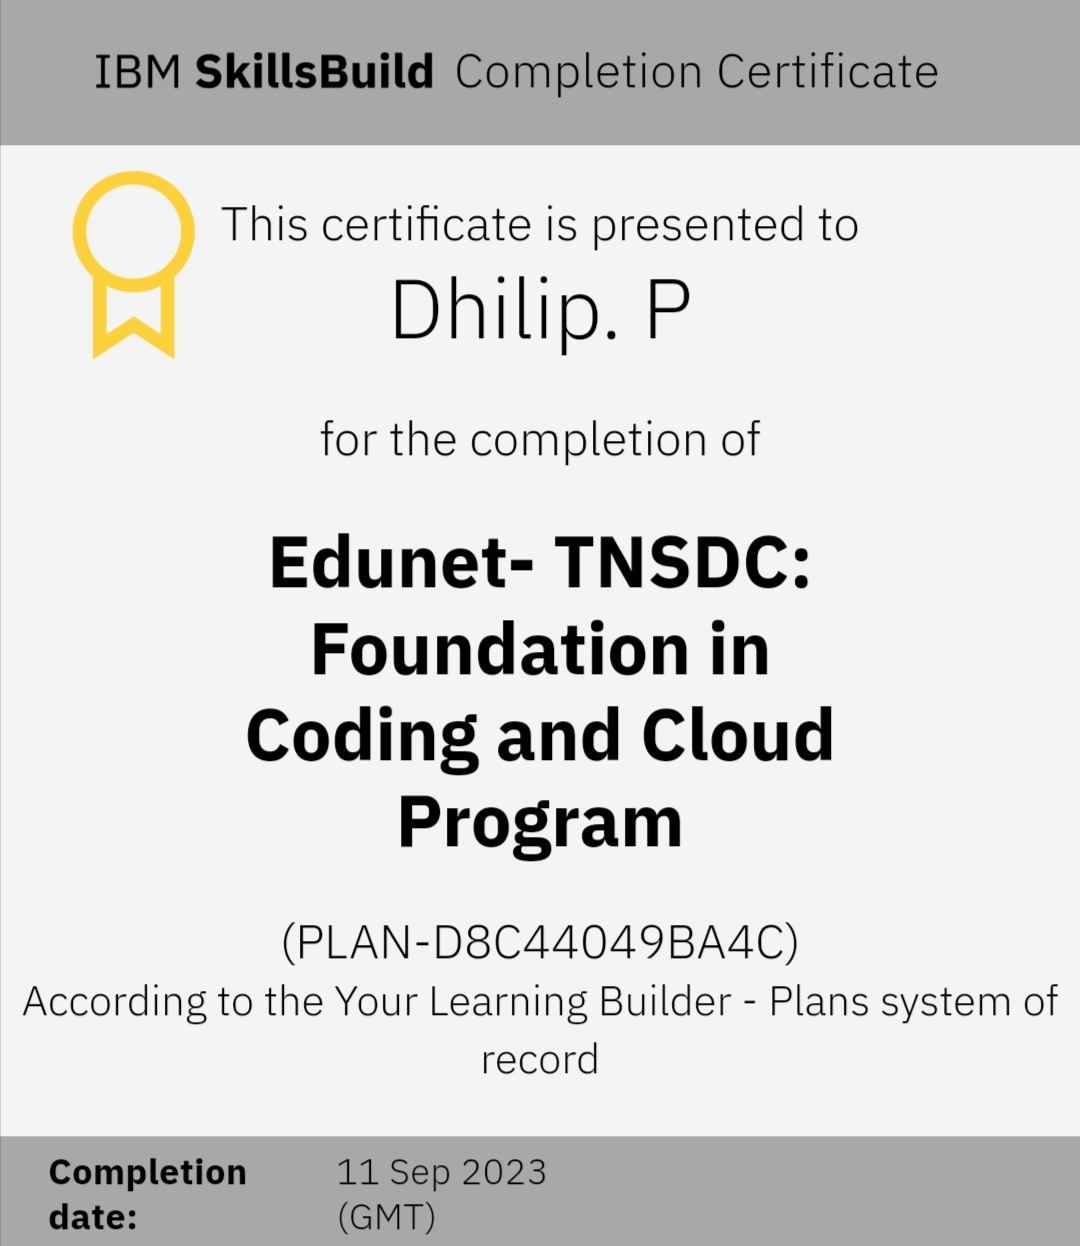 IBM SkillsBuild Completion Certificate
This certificate is presented to
Dhilip. P
for the completion of
Edunet- TNSDC:
Foundation in
Coding and Cloud
Program
(PLAN-D8C44049BA4C)
According to the Your Learning Builder - Plans system of
record
Completion 11 Sep 2023
date: (GMT)